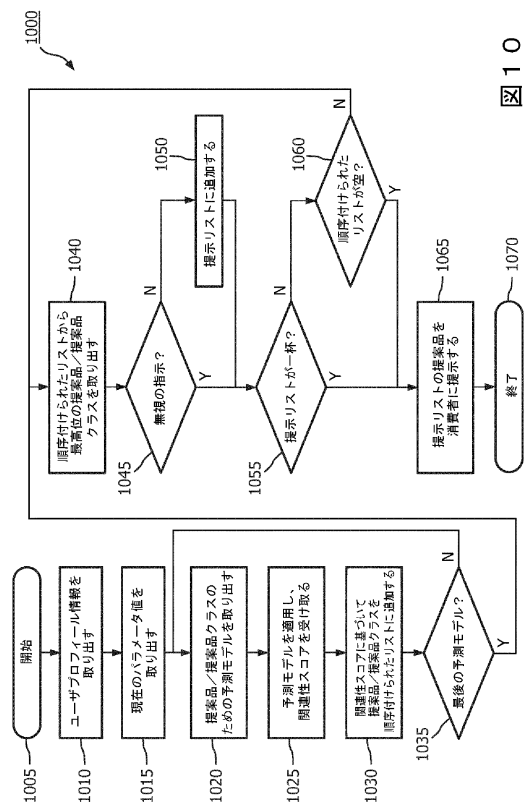 1000
1005
開始
1010
ユーザプロフィール情報を
取り出す
1015
現在のパラメータ値を
取り出す
1020
提案品/提案品クラスの
ための予測モデルを取り出す
1025
予測モデルを適用し、
関連性スコアを受け取る
1030
関連性スコアに基づいて
提案品/提案品クラスを
順序付けられたリストに追加する
1035
最後の予測モデル?
N
Y
1040
順序付けられたリストから
最高位の提案品/提案品
クラスを取り出す
1045
無視の指示?
N
Y
1050
提示リストに追加する
1055
提示リストが一杯?
N
Y
1060
順序付けられた
リストが空?
N
Y
1065
提示リストの提案品を
消費者に提示する
1070
終了
図10